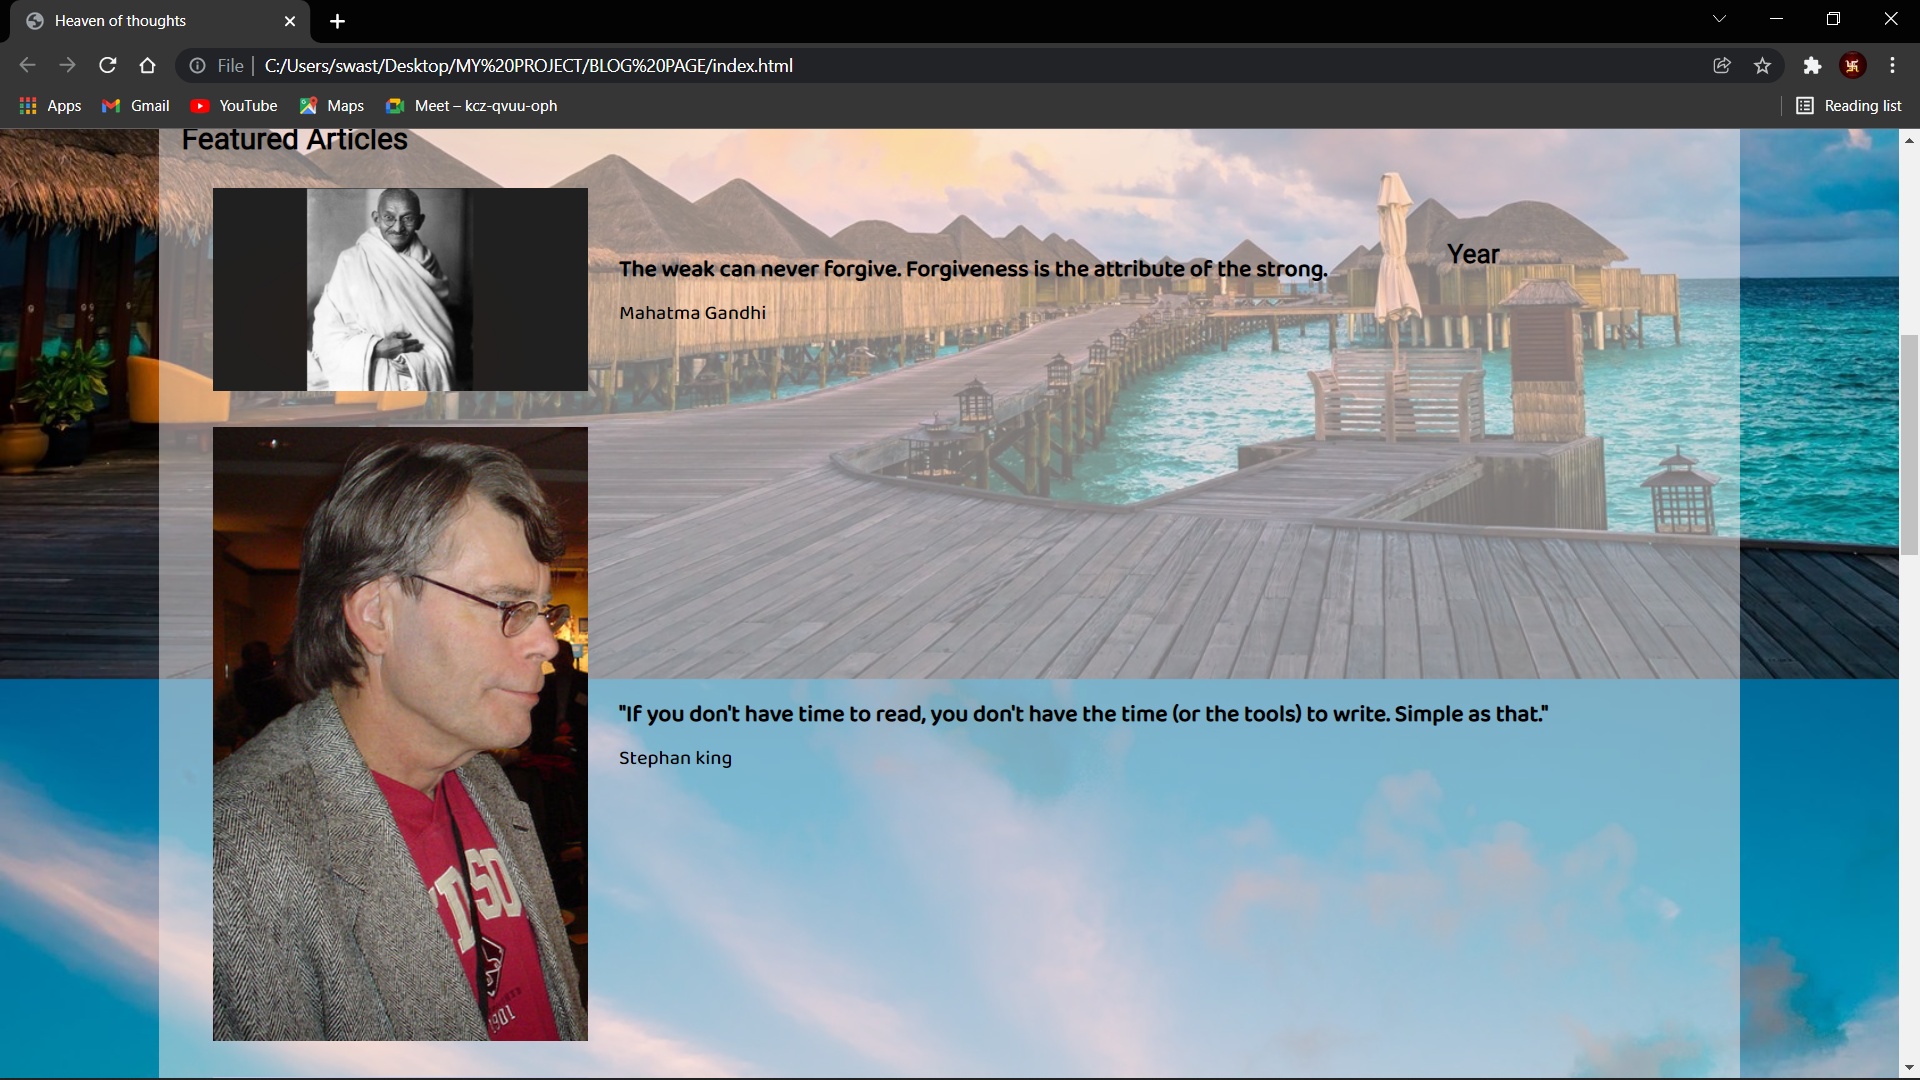 Heaven of thoughts
File | C:/Users/swast/Desktop/MY%20PROJECT/BLOG%20PAGE/index.html
Apps Gmail YouTube Maps Meet – kcz-qvuu-oph Reading list
Featured Articles
Year
The weak can never forgive. Forgiveness is the attribute of the strong.
Mahatma Gandhi
"If you don't have time to read, you don't have the time (or the tools) to write. Simple as that."
Stephan king
SDS
1901